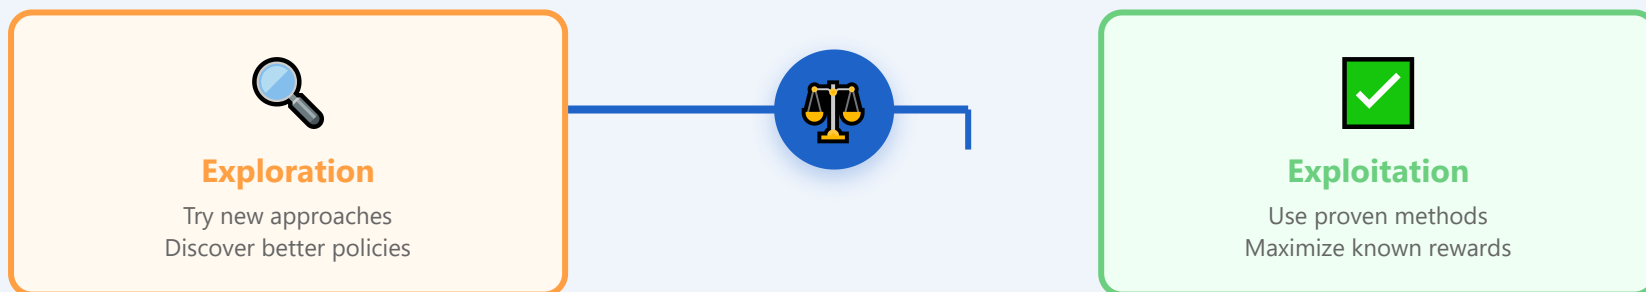 Exploration
Try new approaches
Discover better policies
Exploitation
Use proven methods
Maximize known rewards